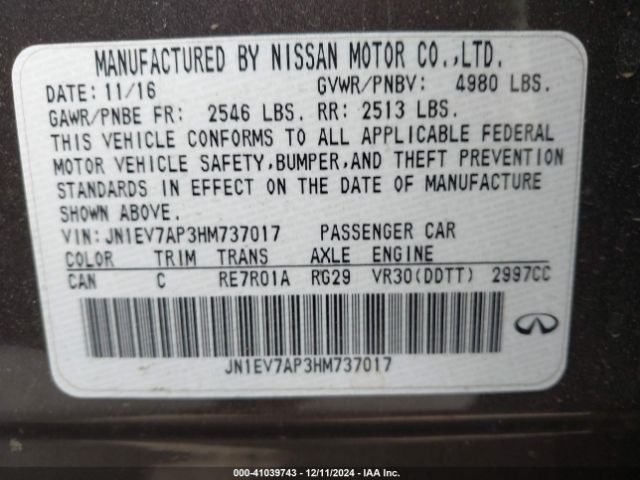 MANUFACTURED BY NISSAN MOTOR CO.,LTD.
DATE: 11/16 GVWR/PNBV: 4980 LBS.
GAWR/PNBE FR: 2546 LBS. RR: 2513 LBS.
THIS VEHICLE CONFORMS TO ALL APPLICABLE FEDERAL
MOTOR VEHICLE SAFETY,BUMPER,AND THEFT PREVENTION
STANDARDS IN EFFECT ON THE DATE OF MANUFACTURE
SHOWN ABOVE.
VIN: JN1EV7AP3HM737017 PASSENGER CAR
COLOR TRIM TRANS AXLE ENGINE
CAN C RE7R01A RG29 VR30(DDTT) 2997CC
JN1EV7AP3HM737017
000-41039743 - 12/11/2024 - IAA Inc.